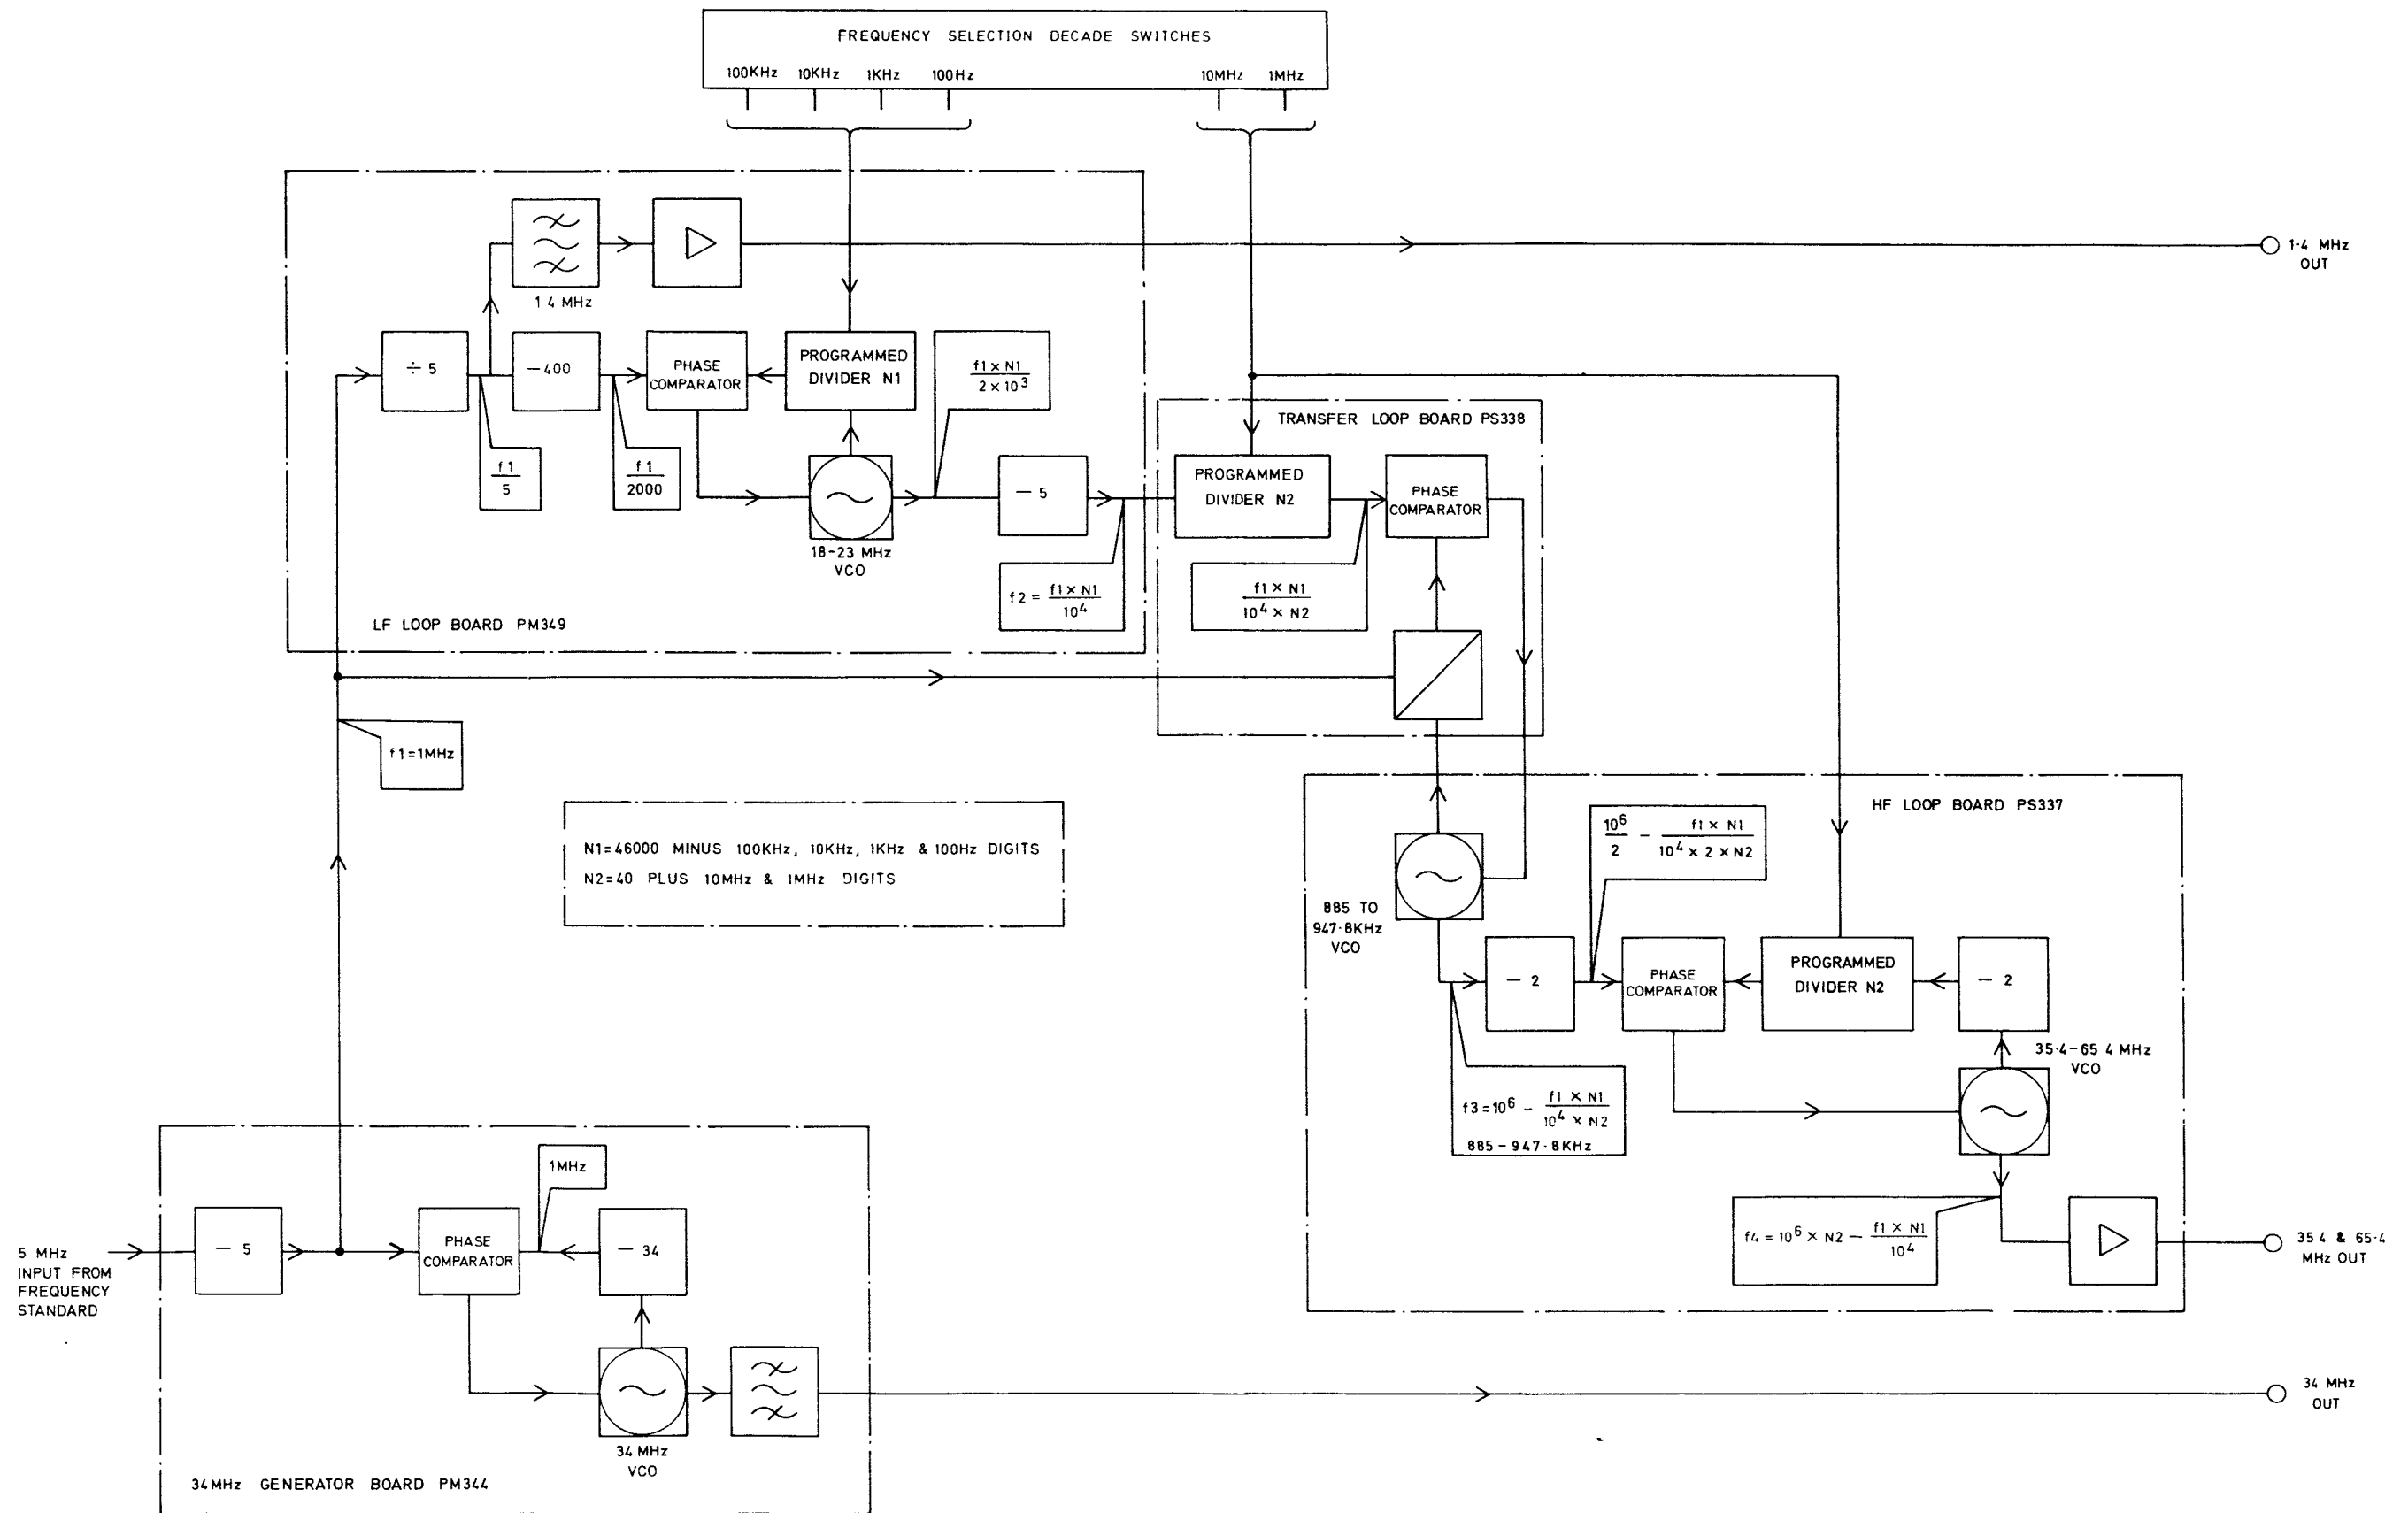 FREQUENCY SELECTION DECADE SWITCHES
100KHz 10KHz 1KHz 100Hz 10MHz 1MHz
1·4 MHz
OUT
1 4 MHz
÷ 5
— 400
PHASE
COMPARATOR
PROGRAMMED
DIVIDER N1
f1 × N1
2 × 10³
f1
5
f1
2000
18-23 MHz
VCO
— 5
f2 = f1 × N1
10⁴
LF LOOP BOARD PM349
TRANSFER LOOP BOARD PS338
PROGRAMMED
DIVIDER N2
PHASE
COMPARATOR
f1 × N1
10⁴ × N2
f1=1MHz
N1=46000 MINUS 100KHz, 10KHz, 1KHz & 100Hz DIGITS
N2=40 PLUS 10MHz & 1MHz DIGITS
HF LOOP BOARD PS337
10⁶ — f1 × N1
2 10⁴ × 2 × N2
885 TO
947·8KHz
VCO
— 2
PHASE
COMPARATOR
PROGRAMMED
DIVIDER N2
— 2
35·4-65 4 MHz
VCO
f3=10⁶ — f1 × N1
10⁴ × N2
885-947·8KHz
f4 = 10⁶ × N2 — f1 × N1
10⁴
35 4 & 65·4
MHz OUT
5 MHz
INPUT FROM
FREQUENCY
STANDARD
— 5
PHASE
COMPARATOR
1MHz
— 34
34 MHz
VCO
34 MHz
OUT
34MHz GENERATOR BOARD PM344